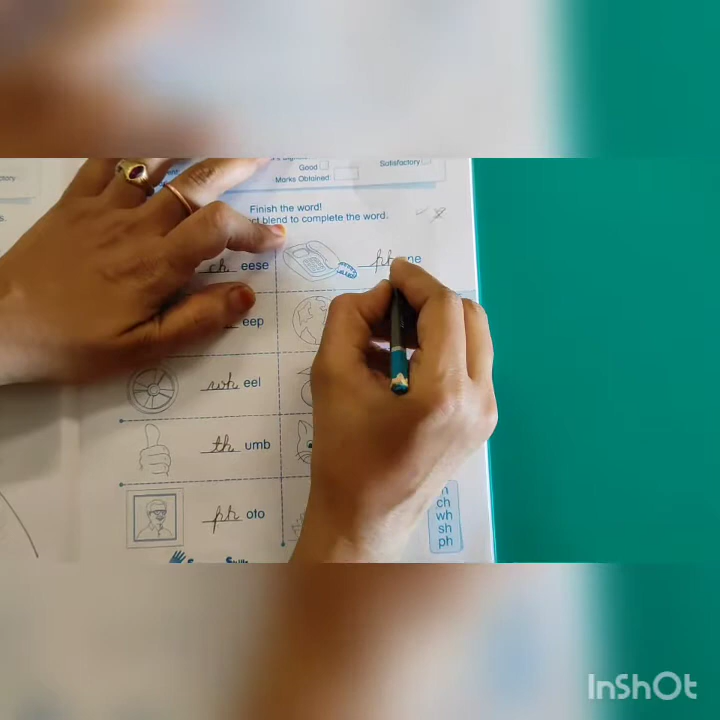 Good Satisfactory
Marks Obtained
Finish the word!
blend to complete the word.
ch eese
ph ne
eep
wh eel
th umb
ph oto
ch
wh
sh
ph
InShOt